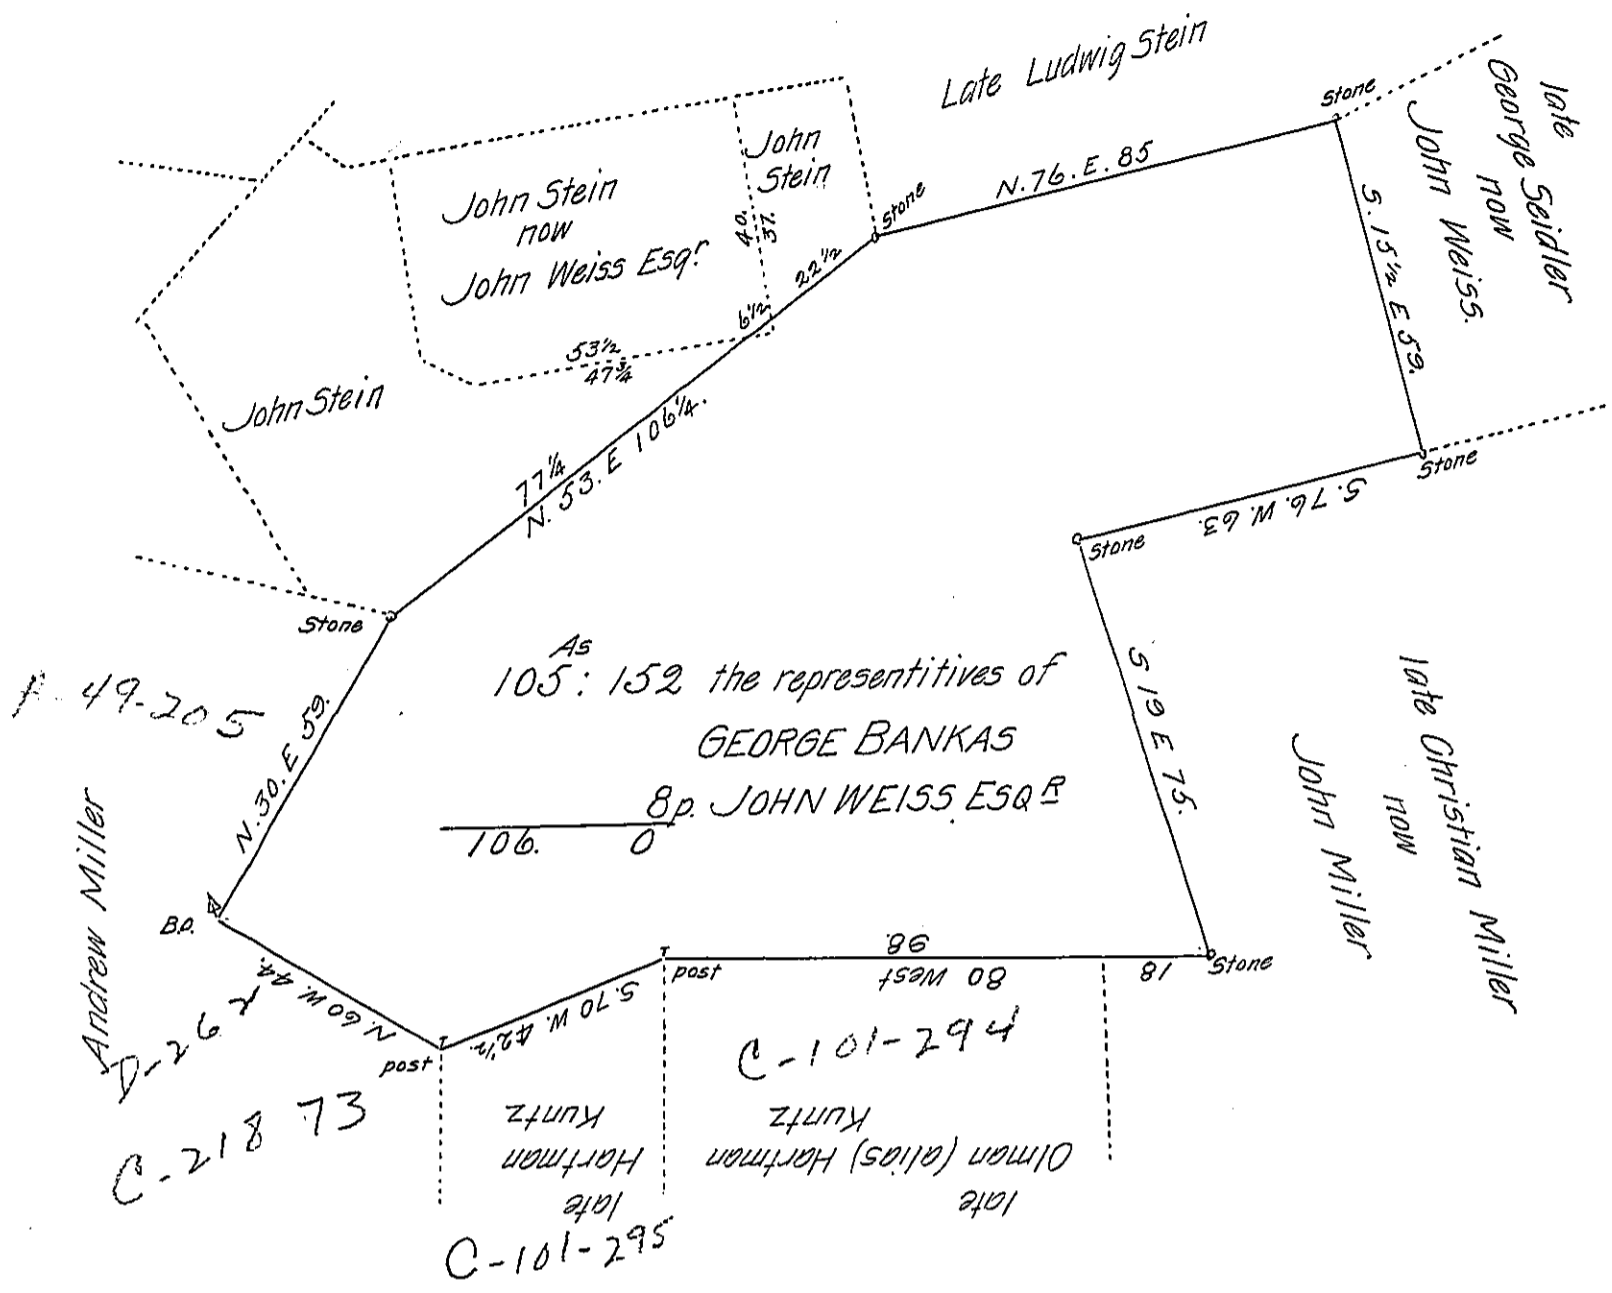 Late Ludwig Stein
Stone
late
George Seidler
now
John Weiss.
John
Stein
John Stein
now
John Weiss Esqr
40.
37.
Stone
N. 76. E. 85
S. 15½ E 59.
22½
6½
53½
47¾
John Stein
77¼
N. 53. E 106¼.
Stone
S. 76. W. 63.
Stone
Stone
As
105: 152 the representitives of
GEORGE BANKAS
8p. JOHN WEISS ESQR
106. 0
49-205
N. 30. E 59.
S 19 E 75.
late Christian Miller
now
John Miller
Andrew Miller
B.O.
98.
80 West
18
Stone
post
S. 70 W. 42½.
N. 60 W. 44.
post
D-26
C-218 73
C-101-294
late
Hartman
Kuntz
late
Olman (alias) Hartman
Kuntz
C-101-295